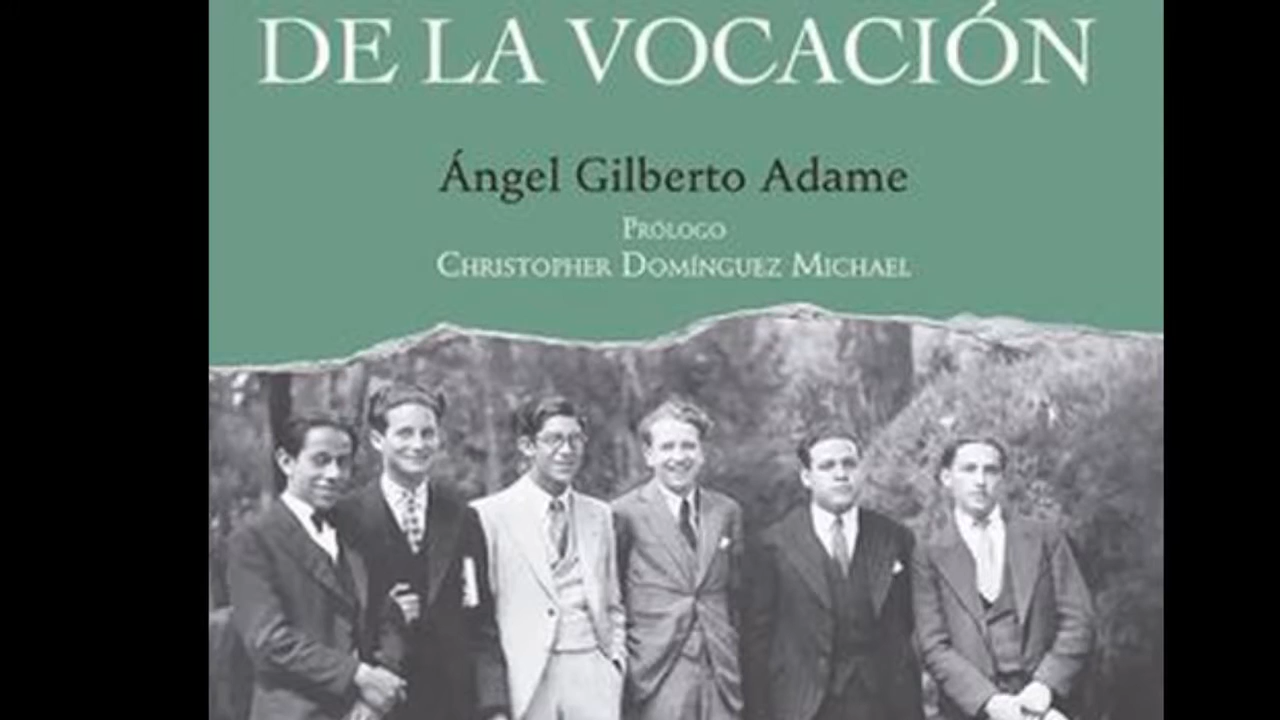 DE LA VOCACIÓN
Ángel Gilberto Adame
PRÓLOGO
CHRISTOPHER DOMÍNGUEZ MICHAEL